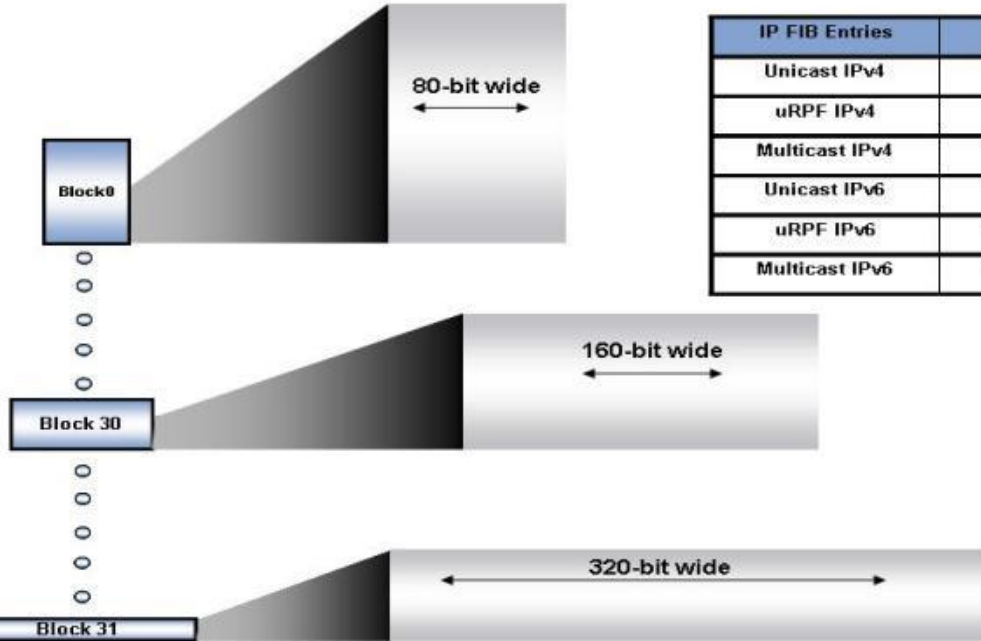 80-bit wide
Block0
IP FIB Entries
Unicast IPv4
uRPF IPv4
Multicast IPv4
Unicast IPv6
uRPF IPv6
Multicast IPv6
160-bit wide
Block 30
320-bit wide
Block 31